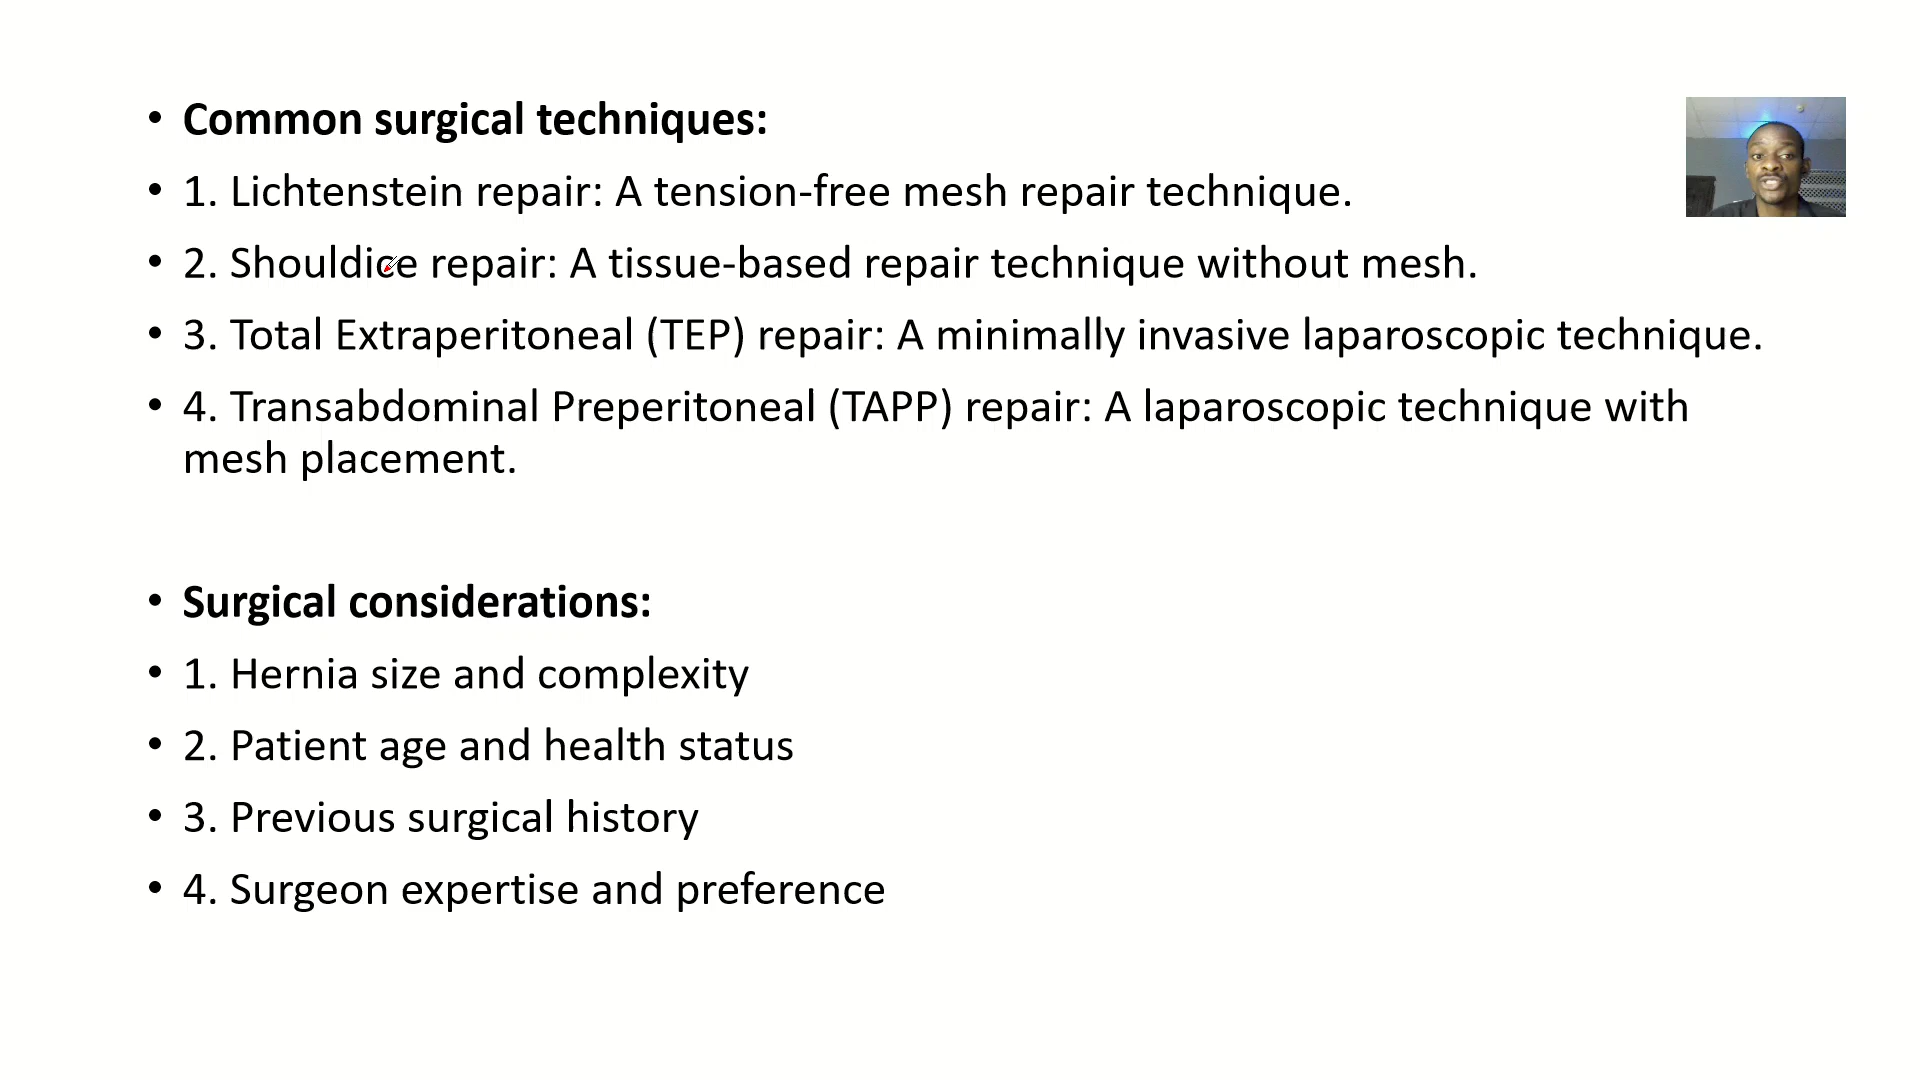 • Common surgical techniques:
• 1. Lichtenstein repair: A tension-free mesh repair technique.
• 2. Shouldice repair: A tissue-based repair technique without mesh.
• 3. Total Extraperitoneal (TEP) repair: A minimally invasive laparoscopic technique.
• 4. Transabdominal Preperitoneal (TAPP) repair: A laparoscopic technique with
mesh placement.
• Surgical considerations:
• 1. Hernia size and complexity
• 2. Patient age and health status
• 3. Previous surgical history
• 4. Surgeon expertise and preference